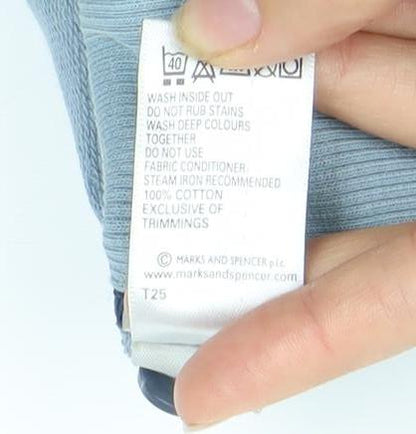 40
WASH INSIDE OUT
DO NOT RUB STAINS
WASH DEEP COLOURS
TOGETHER
DO NOT USE
FABRIC CONDITIONER
STEAM IRON RECOMMENDED
100% COTTON
EXCLUSIVE OF
TRIMMINGS
© MARKS AND SPENCER p.l.c.
www.marksandspencer.com
T25